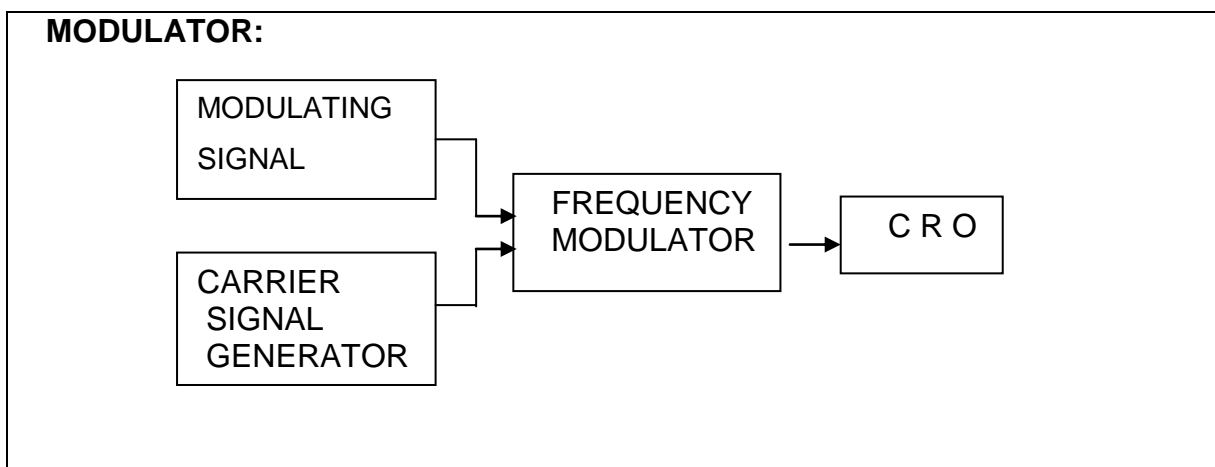 MODULATOR:
MODULATING
SIGNAL
FREQUENCY
MODULATOR
C R O
CARRIER
SIGNAL
GENERATOR